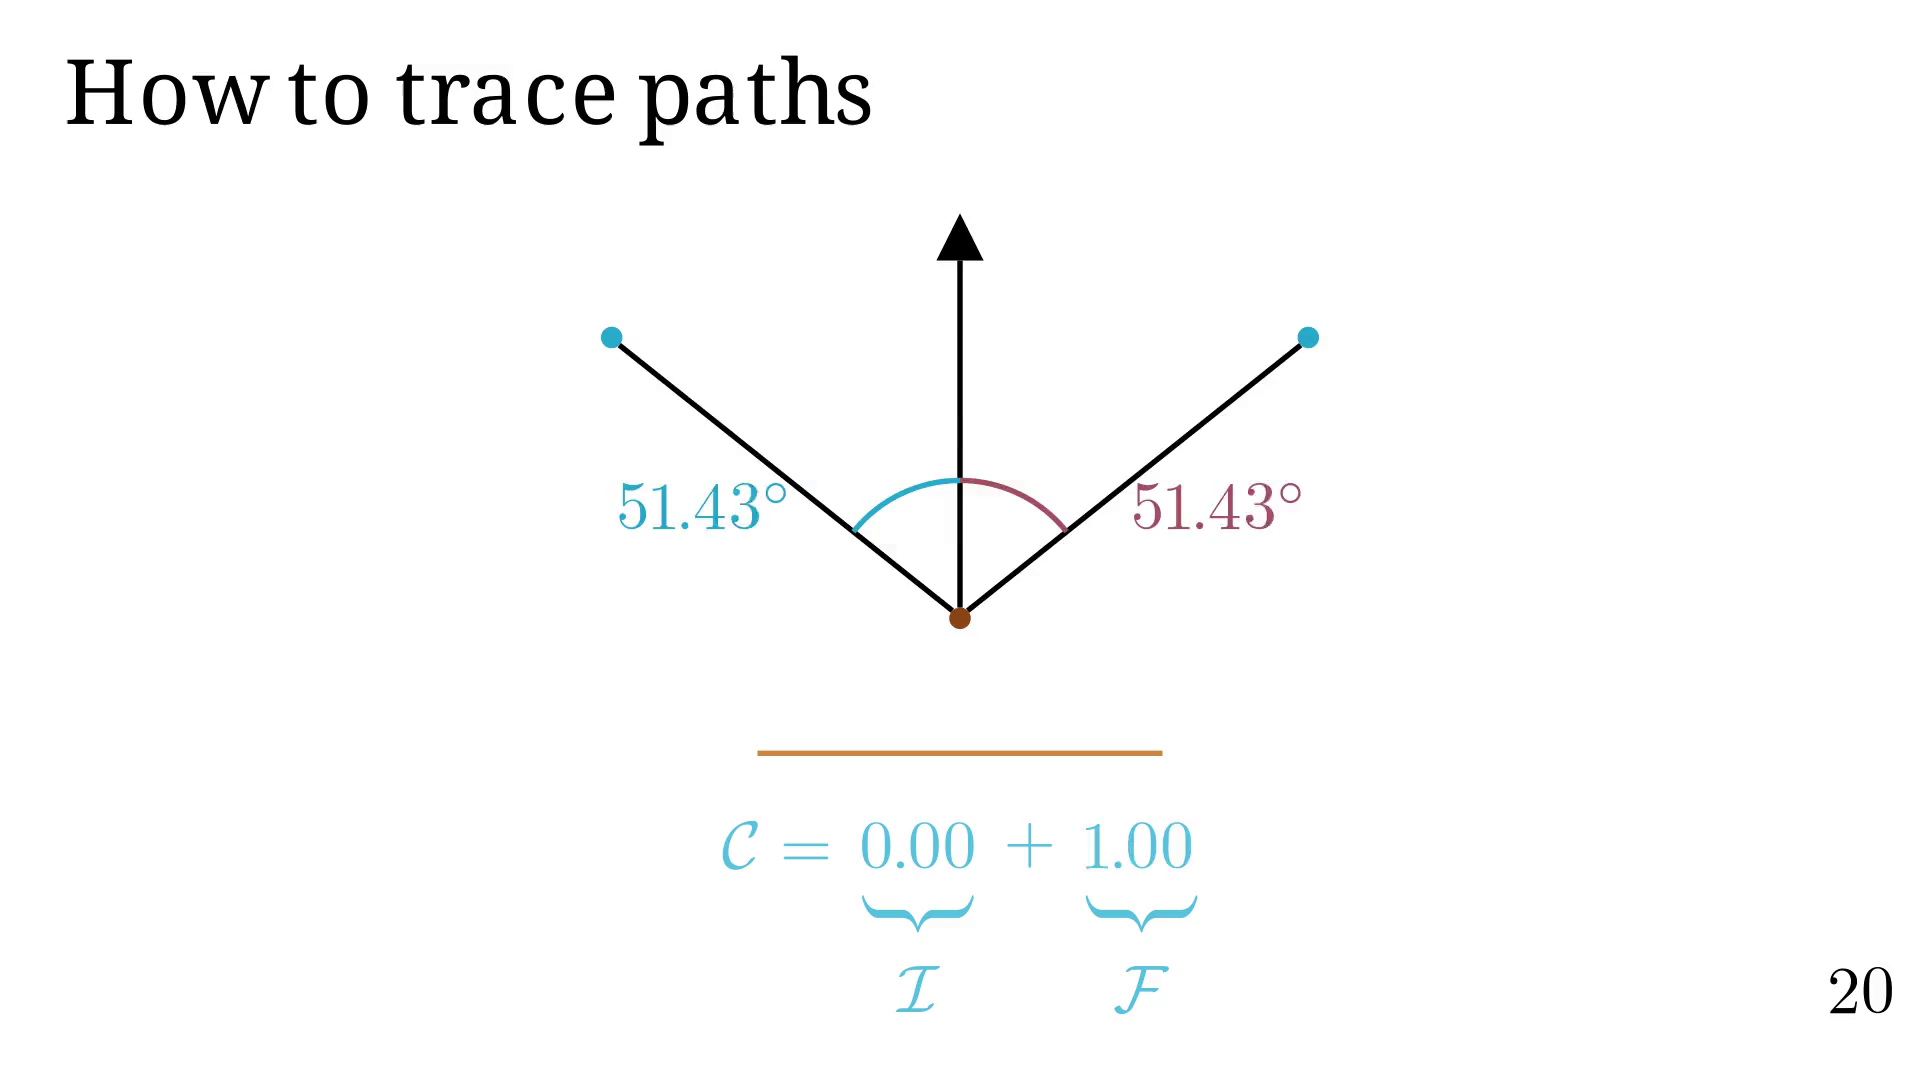 How to trace paths
51.43° 51.43°
𝒞 = 0.00 + 1.00
ℐ ℱ
20